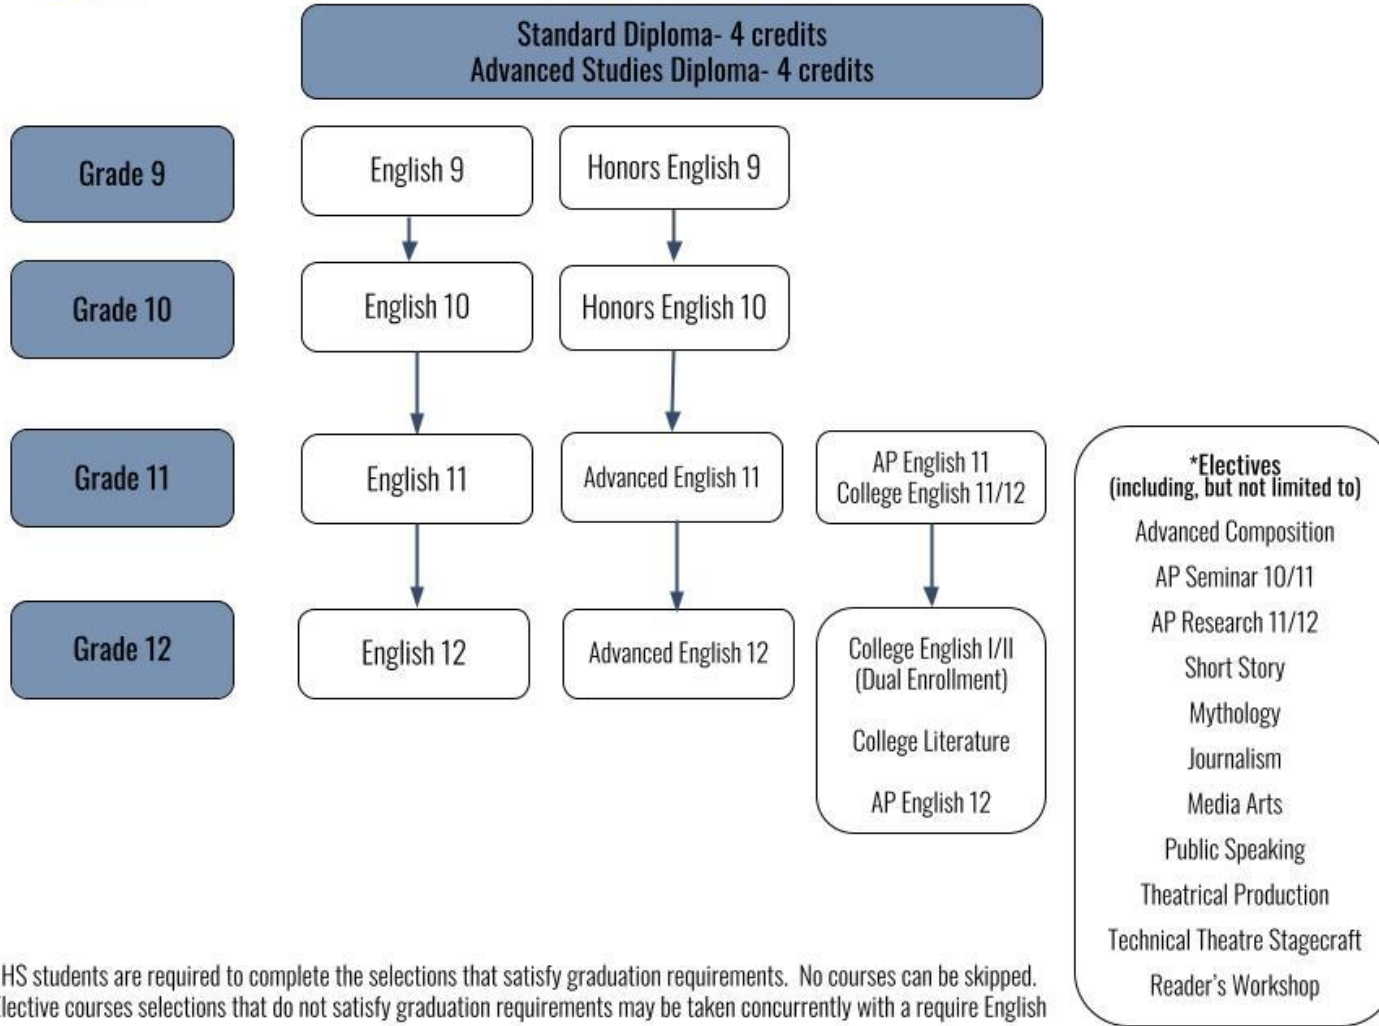 Standard Diploma- 4 credits
Advanced Studies Diploma- 4 credits
Grade 9
English 9
Honors English 9
Grade 10
English 10
Honors English 10
Grade 11
English 11
Advanced English 11
AP English 11
College English 11/12
Grade 12
English 12
Advanced English 12
College English I/II
(Dual Enrollment)
College Literature
AP English 12
*Electives
(including, but not limited to)
Advanced Composition
AP Seminar 10/11
AP Research 11/12
Short Story
Mythology
Journalism
Media Arts
Public Speaking
Theatrical Production
Technical Theatre Stagecraft
Reader's Workshop
HS students are required to complete the selections that satisfy graduation requirements.  No courses can be skipped.
lective courses selections that do not satisfy graduation requirements may be taken concurrently with a require English